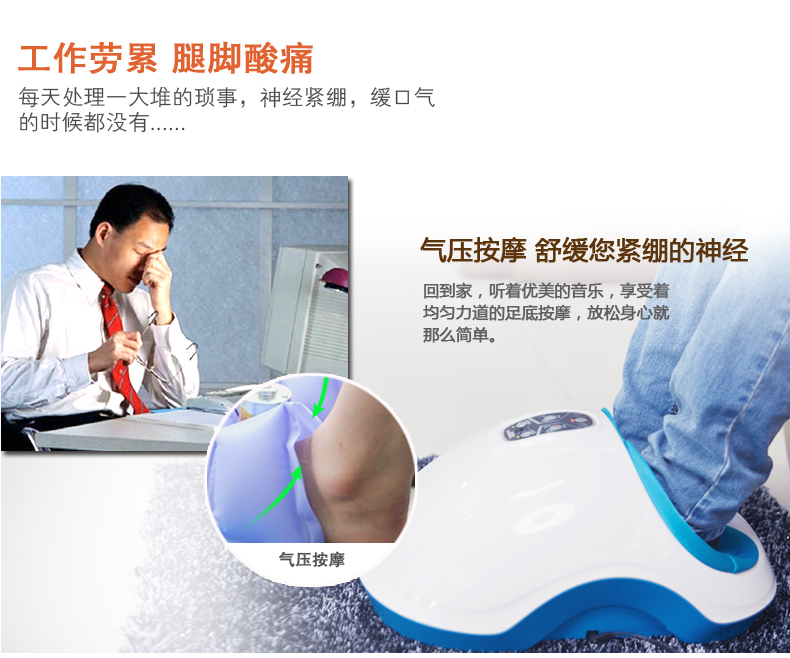 工作劳累 腿脚酸痛
每天处理一大堆的琐事，神经紧绷，缓口气
的时候都没有......
气压按摩 舒缓您紧绷的神经
回到家，听着优美的音乐，享受着
均匀力道的足底按摩，放松身心就
那么简单。
气压按摩